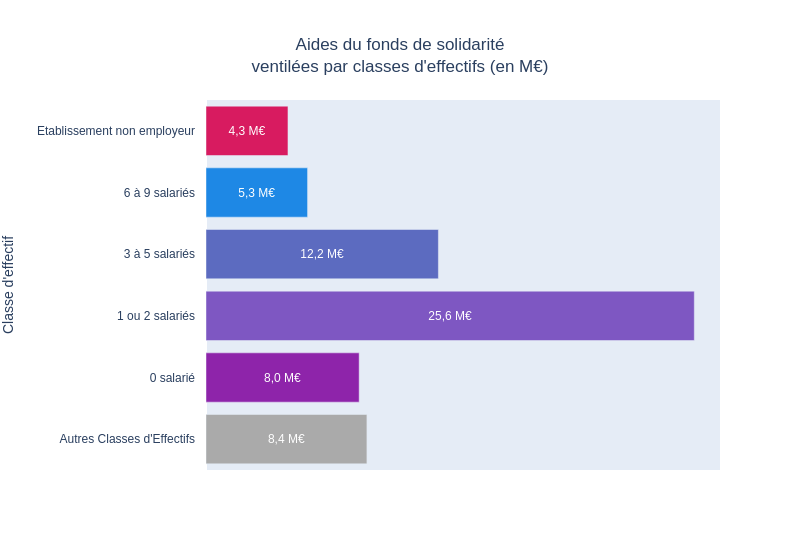 Aides du fonds de solidarité
ventilées par classes d'effectifs (en M€)
Classe d'effectif
Etablissement non employeur
4,3 M€
6 à 9 salariés
5,3 M€
3 à 5 salariés
12,2 M€
1 ou 2 salariés
25,6 M€
0 salarié
8,0 M€
Autres Classes d'Effectifs
8,4 M€